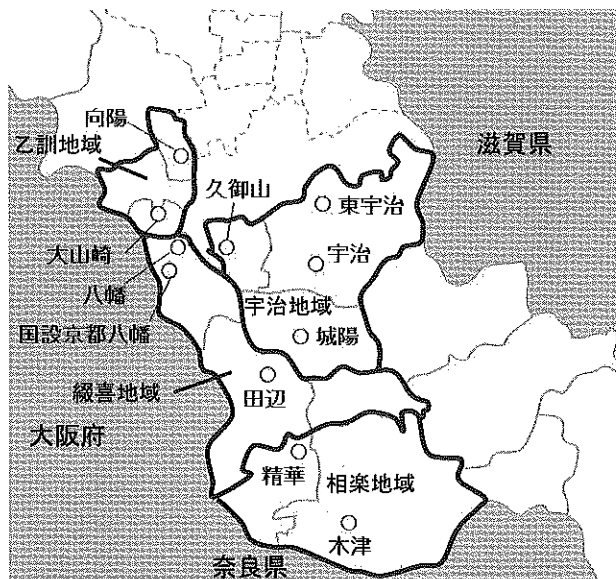 向陽
乙訓地域
滋賀県
久御山
東宇治
大山崎
宇治
八幡
宇治地域
国設京都八幡
城陽
綴喜地域
田辺
大阪府
精華
相楽地域
木津
奈良県